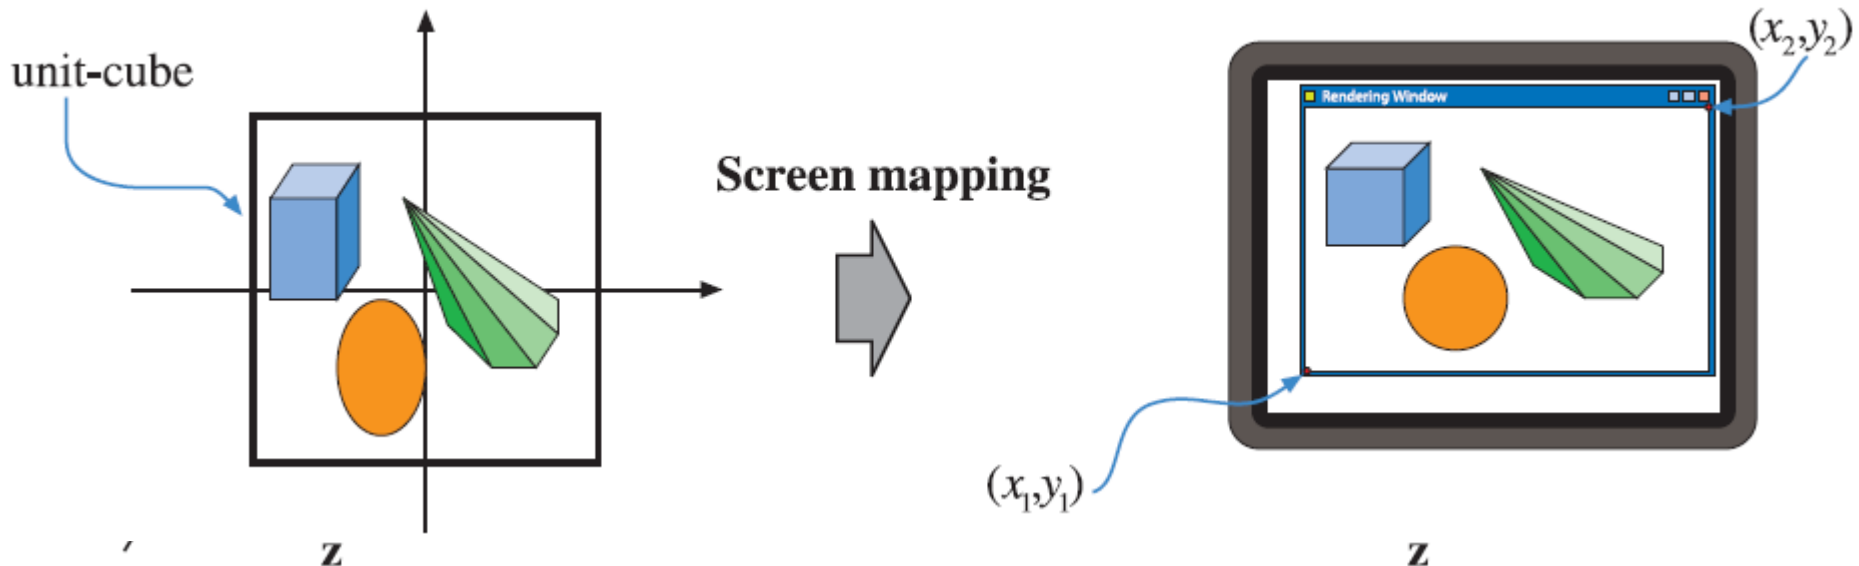 unit-cube
Screen mapping
Rendering Window
(x₂,y₂)
(x₁,y₁)
z
z